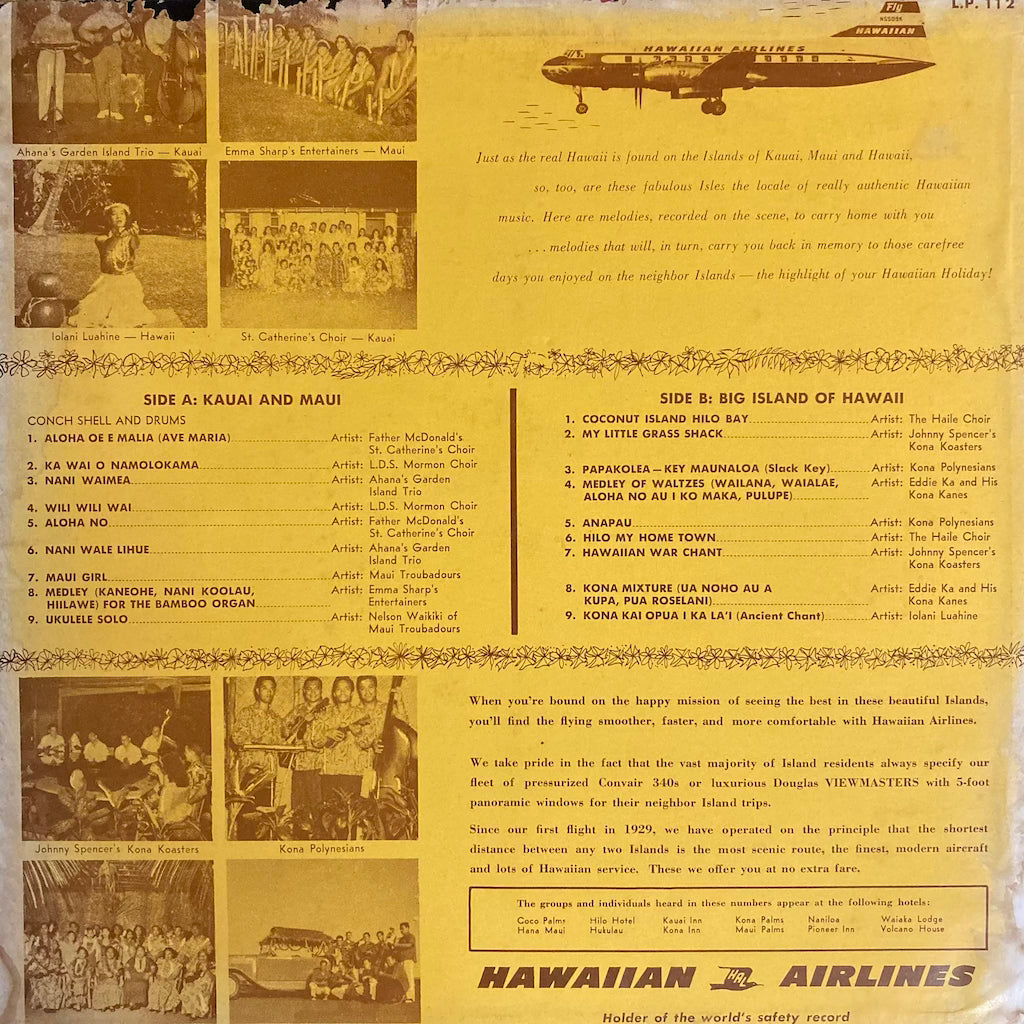 L.P. 112
Fly
N5509K
HAWAIIAN
HAWAIIAN AIRLINES
Ahana's Garden Island Trio — Kauai
Emma Sharp's Entertainers — Maui
Iolani Luahine — Hawaii
St. Catherine's Choir — Kauai
Just as the real Hawaii is found on the Islands of Kauai, Maui and Hawaii,
so, too, are these fabulous Isles the locale of really authentic Hawaiian
music. Here are melodies, recorded on the scene, to carry home with you
. . . melodies that will, in turn, carry you back in memory to those carefree
days you enjoyed on the neighbor Islands — the highlight of your Hawaiian Holiday!
SIDE A: KAUAI AND MAUI
CONCH SHELL AND DRUMS
1. ALOHA OE E MALIA (AVE MARIA) Artist: Father McDonald's
St. Catherine's Choir
2. KA WAI O NAMOLOKAMA Artist: L.D.S. Mormon Choir
3. NANI WAIMEA Artist: Ahana's Garden
Island Trio
4. WILI WILI WAI Artist: L.D.S. Mormon Choir
5. ALOHA NO Artist: Father McDonald's
St. Catherine's Choir
6. NANI WALE LIHUE Artist: Ahana's Garden
Island Trio
7. MAUI GIRL Artist: Maui Troubadours
8. MEDLEY (KANEOHE, NANI KOOLAU, Artist: Emma Sharp's
HIILAWE) FOR THE BAMBOO ORGAN Entertainers
9. UKULELE SOLO Artist: Nelson Waikiki of
Maui Troubadours
SIDE B: BIG ISLAND OF HAWAII
1. COCONUT ISLAND HILO BAY Artist: The Haile Choir
2. MY LITTLE GRASS SHACK Artist: Johnny Spencer's
Kona Koasters
3. PAPAKOLEA — KEY MAUNALOA (Slack Key) Artist: Kona Polynesians
4. MEDLEY OF WALTZES (WAILANA, WAIALAE, Artist: Eddie Ka and His
ALOHA NO AU I KO MAKA, PULUPE) Kona Kanes
5. ANAPAU Artist: Kona Polynesians
6. HILO MY HOME TOWN Artist: The Haile Choir
7. HAWAIIAN WAR CHANT Artist: Johnny Spencer's
Kona Koasters
8. KONA MIXTURE (UA NOHO AU A Artist: Eddie Ka and His
KUPA, PUA ROSELANI) Kona Kanes
9. KONA KAI OPUA I KA LA'I (Ancient Chant) Artist: Iolani Luahine
Johnny Spencer's Kona Koasters
Kona Polynesians
When you're bound on the happy mission of seeing the best in these beautiful Islands,
you'll find the flying smoother, faster, and more comfortable with Hawaiian Airlines.
We take pride in the fact that the vast majority of Island residents always specify our
fleet of pressurized Convair 340s or luxurious Douglas VIEWMASTERS with 5-foot
panoramic windows for their neighbor Island trips.
Since our first flight in 1929, we have operated on the principle that the shortest
distance between any two Islands is the most scenic route, the finest, modern aircraft
and lots of Hawaiian service. These we offer you at no extra fare.
The groups and individuals heard in these numbers appear at the following hotels:
Coco Palms Hilo Hotel Kauai Inn Kona Palms Naniloa Waiaka Lodge
Hana Maui Hukulau Kona Inn Maui Palms Pioneer Inn Volcano House
HAWAIIAN HAL AIRLINES
Holder of the world's safety record